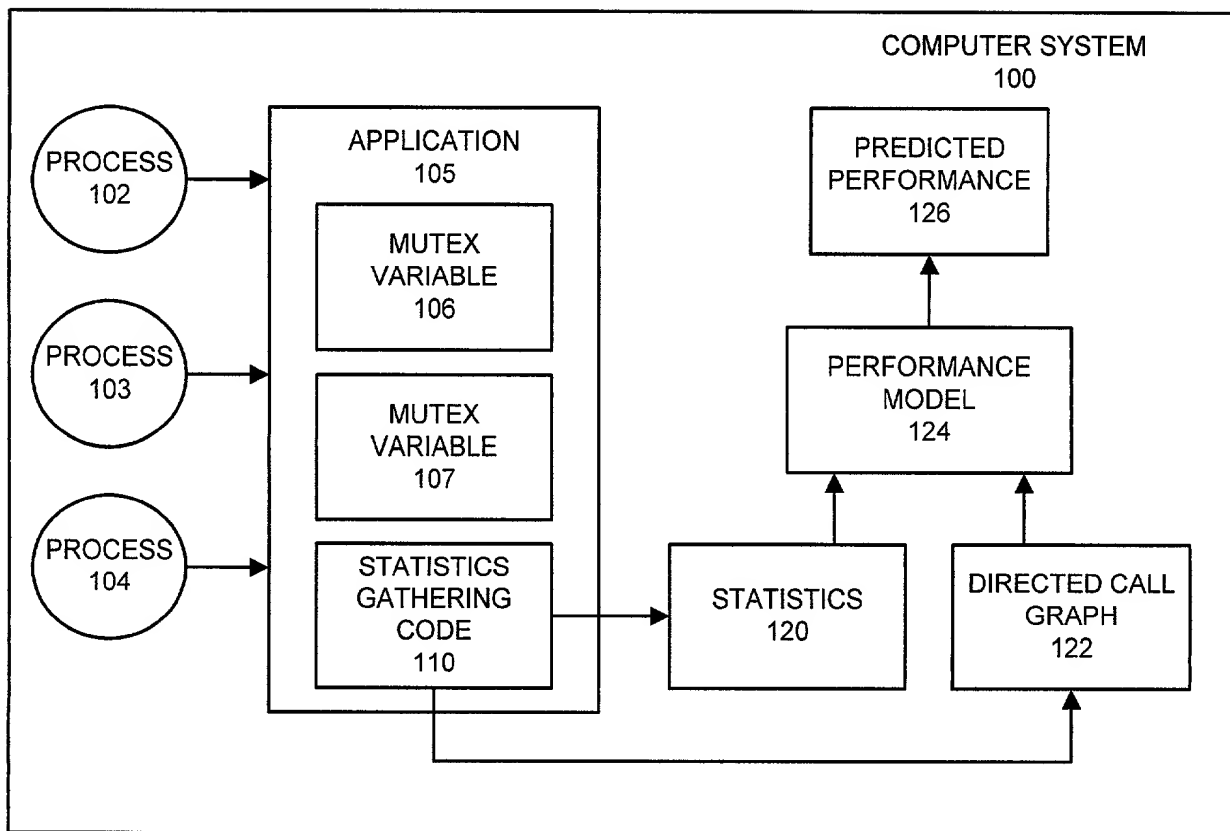 COMPUTER SYSTEM
100
PROCESS
102
PROCESS
103
PROCESS
104
APPLICATION
105
MUTEX
VARIABLE
106
MUTEX
VARIABLE
107
STATISTICS
GATHERING
CODE
110
PREDICTED
PERFORMANCE
126
PERFORMANCE
MODEL
124
STATISTICS
120
DIRECTED CALL
GRAPH
122